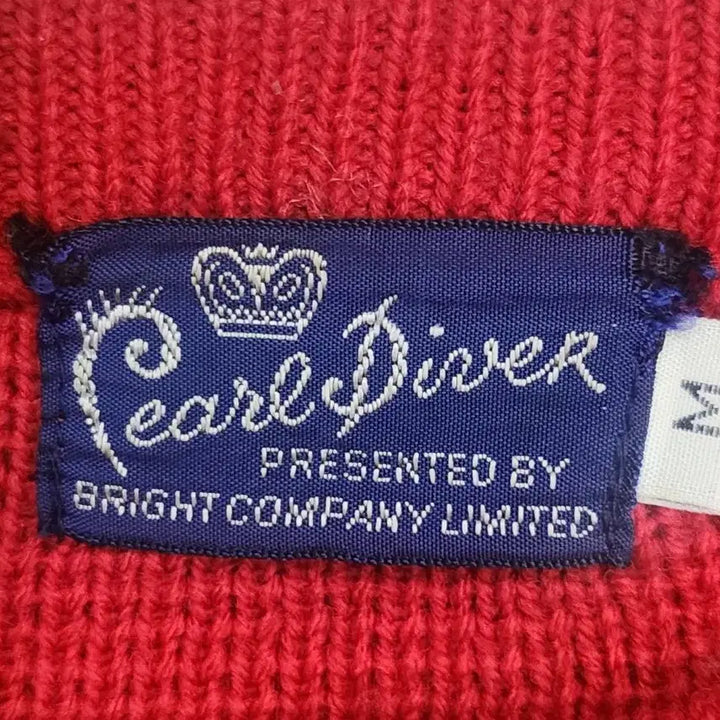 Pearl Diver
PRESENTED BY
BRIGHT COMPANY LIMITED
M